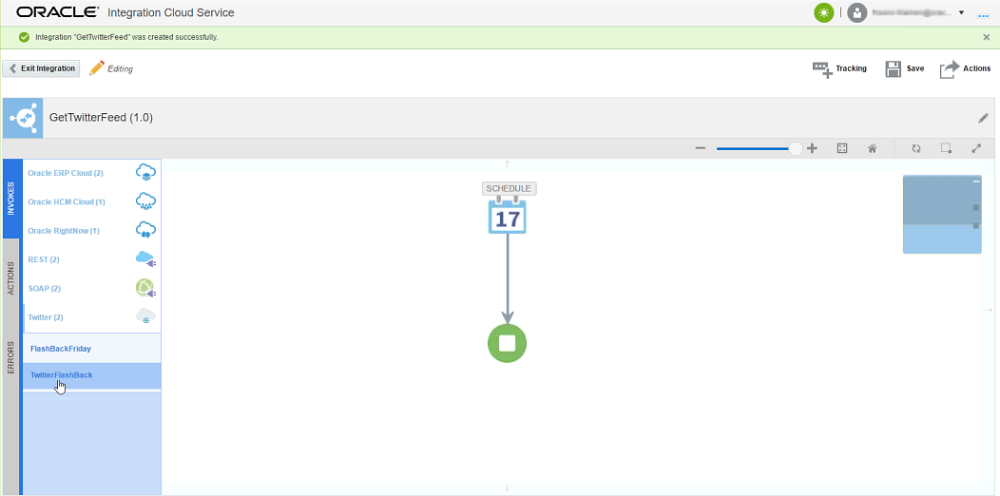 ORACLE® Integration Cloud Service
Integration "GetTwitterFeed" was created successfully.
Exit Integration Editing Tracking Save Actions
GetTwitterFeed (1.0)
INVOKES
ACTIONS
ERRORS
Oracle ERP Cloud (2)
Oracle HCM Cloud (1)
Oracle RightNow (1)
REST (2)
SOAP (2)
Twitter (2)
FlashBackFriday
TwitterFlashBack
SCHEDULE
17